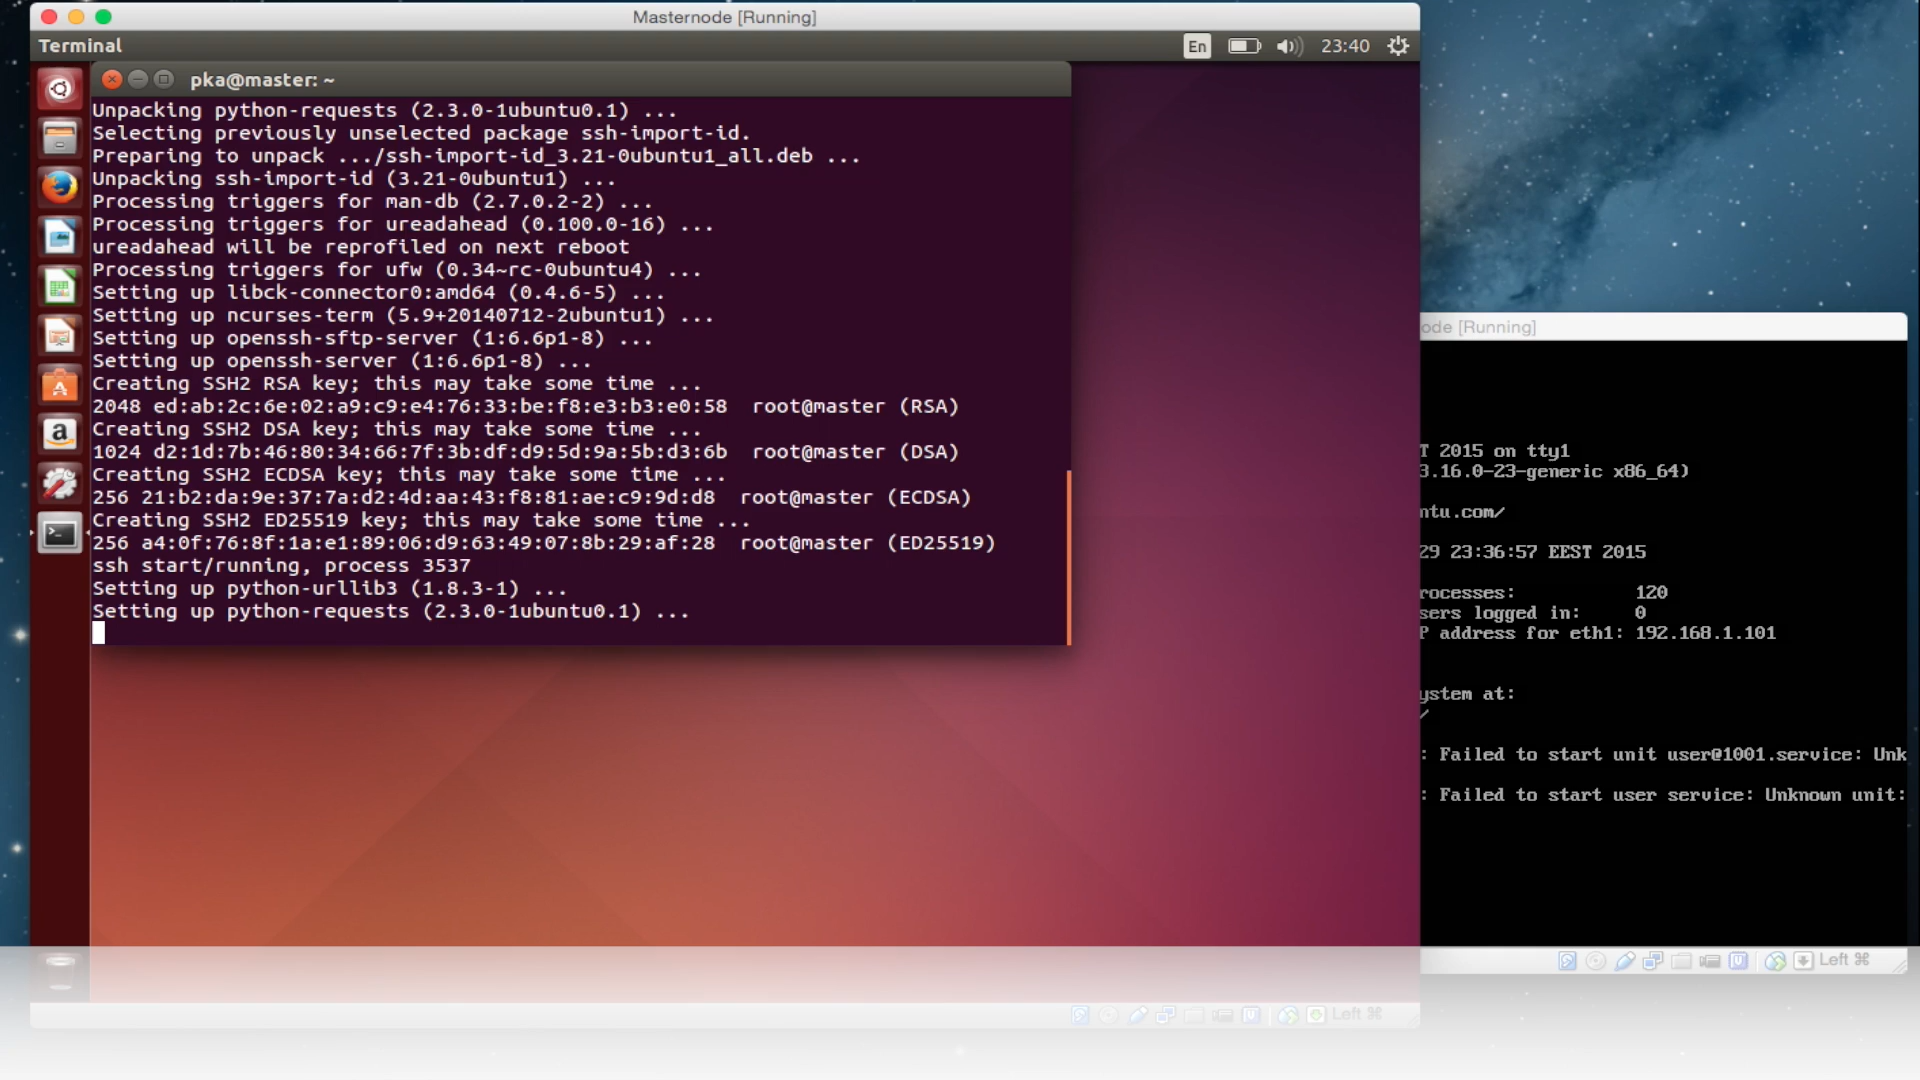 Masternode [Running]
Terminal
En
23:40
pka@master: ~
Unpacking python-requests (2.3.0-1ubuntu0.1) ...
Selecting previously unselected package ssh-import-id.
Preparing to unpack .../ssh-import-id_3.21-0ubuntu1_all.deb ...
Unpacking ssh-import-id (3.21-0ubuntu1) ...
Processing triggers for man-db (2.7.0.2-2) ...
Processing triggers for ureadahead (0.100.0-16) ...
ureadahead will be reprofiled on next reboot
Processing triggers for ufw (0.34~rc-0ubuntu4) ...
Setting up libck-connector0:amd64 (0.4.6-5) ...
Setting up ncurses-term (5.9+20140712-2ubuntu1) ...
Setting up openssh-sftp-server (1:6.6p1-8) ...
Setting up openssh-server (1:6.6p1-8) ...
Creating SSH2 RSA key; this may take some time ...
2048 ed:ab:2c:6e:02:a9:c9:e4:76:33:be:f8:e3:b3:e0:58  root@master (RSA)
Creating SSH2 DSA key; this may take some time ...
1024 d2:1d:7b:46:80:34:66:7f:3b:df:d9:5d:9a:5b:d3:6b  root@master (DSA)
Creating SSH2 ECDSA key; this may take some time ...
256 21:b2:da:9e:37:7a:d2:4d:aa:43:f8:81:ae:c9:9d:d8  root@master (ECDSA)
Creating SSH2 ED25519 key; this may take some time ...
256 a4:0f:76:8f:1a:e1:89:06:d9:63:49:07:8b:29:af:28  root@master (ED25519)
ssh start/running, process 3537
Setting up python-urllib3 (1.8.3-1) ...
Setting up python-requests (2.3.0-1ubuntu0.1) ...
ode [Running]
T 2015 on tty1
3.16.0-23-generic x86_64)
ntu.com/
29 23:36:57 EEST 2015
rocesses: 120
sers logged in: 0
P address for eth1: 192.168.1.101
ystem at:
/
: Failed to start unit user@1001.service: Unk
: Failed to start user service: Unknown unit:
Left ⌘
Left ⌘